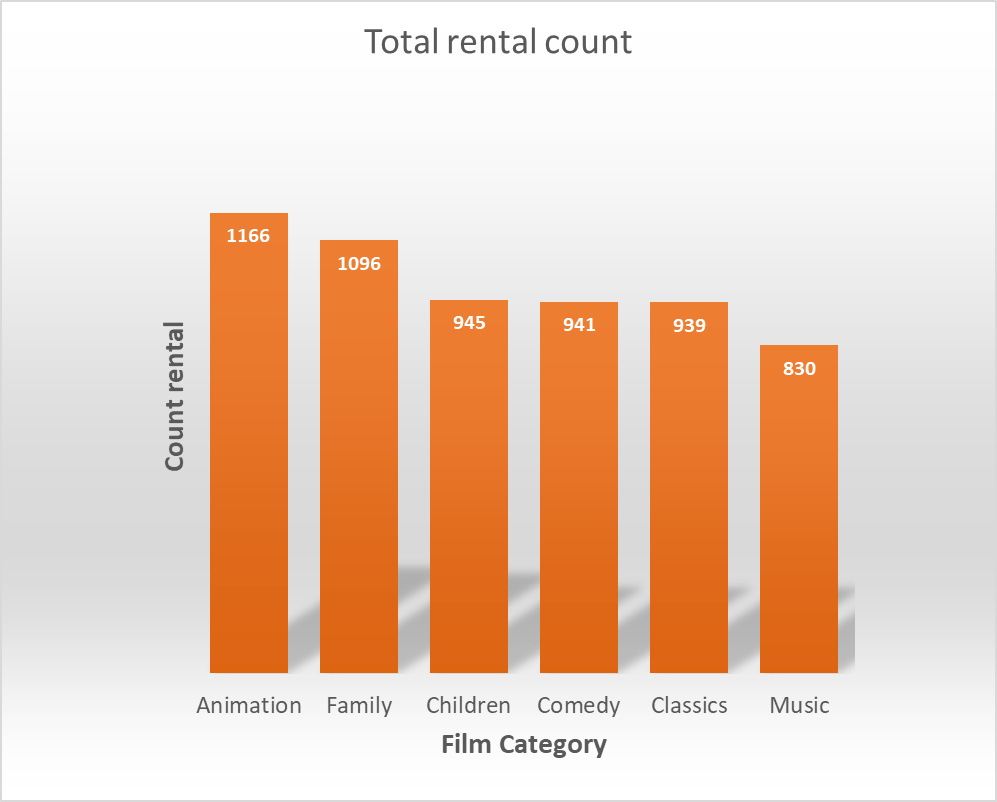 Total rental count
1166
1096
945
941
939
830
Count rental
Animation Family Children Comedy Classics Music
Film Category